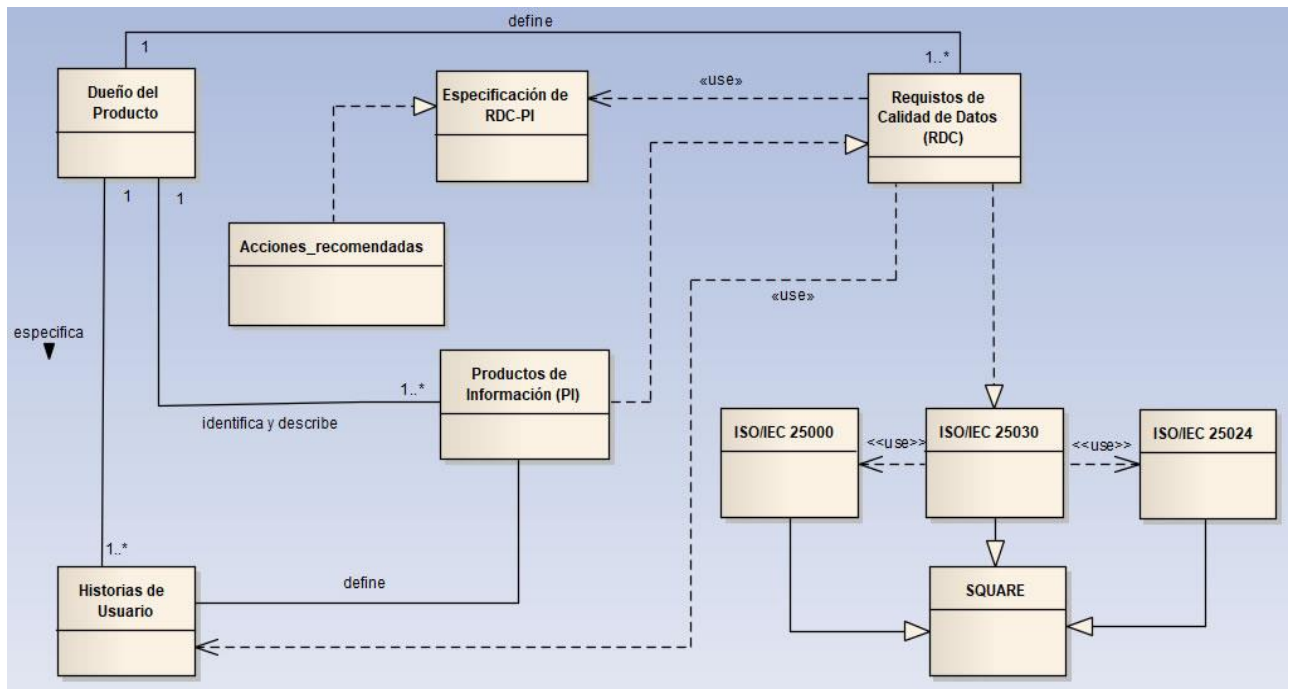 define
1
1..*
Dueño del
Producto
Especificación de
RDC-PI
«use»
Requistos de
Calidad de Datos
(RDC)
1
1
Acciones_recomendadas
«use»
especifica
Productos de
Información (PI)
1..*
identifica y describe
ISO/IEC 25000
<<use>>
ISO/IEC 25030
<<use>>
ISO/IEC 25024
1..*
Historias de
Usuario
define
SQUARE